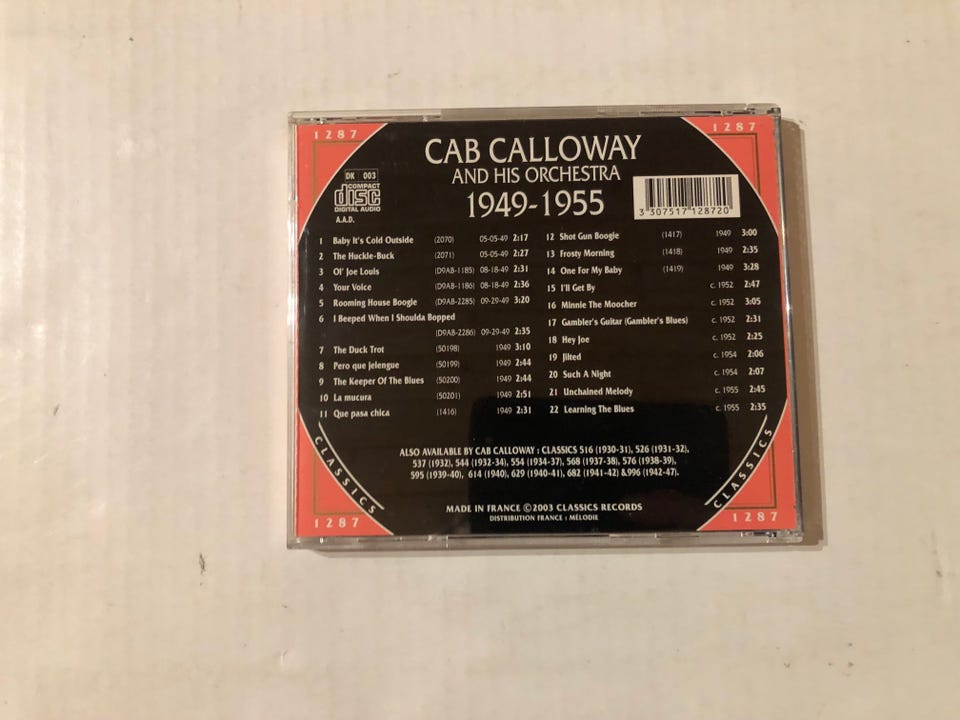 1287
1287
CAB CALLOWAY
AND HIS ORCHESTRA
1949-1955
DK 003
COMPACT
disc
DIGITAL AUDIO
A.A.D.
3 307517 128720
1 Baby It's Cold Outside (2070) 05-05-49 2:17
2 The Huckle-Buck (2071) 05-05-49 2:27
3 Ol' Joe Louis (D9AB-1185) 08-18-49 2:31
4 Your Voice (D9AB-1186) 08-18-49 2:36
5 Rooming House Boogie (D9AB-2285) 09-29-49 3:20
6 I Beeped When I Shoulda Bopped
(D9AB-2286) 09-29-49 2:35
7 The Duck Trot (50198) 1949 3:10
8 Pero que jelengue (50199) 1949 2:44
9 The Keeper Of The Blues (50200) 1949 2:44
10 La mucura (50201) 1949 2:51
11 Que pasa chica (1416) 1949 2:31
12 Shot Gun Boogie (1417) 1949 3:00
13 Frosty Morning (1418) 1949 2:35
14 One For My Baby (1419) 1949 3:28
15 I'll Get By c. 1952 2:47
16 Minnie The Moocher c. 1952 3:05
17 Gambler's Guitar (Gambler's Blues) c. 1952 2:31
18 Hey Joe c. 1952 2:25
19 Jilted c. 1954 2:06
20 Such A Night c. 1954 2:07
21 Unchained Melody c. 1955 2:45
22 Learning The Blues c. 1955 2:35
ALSO AVAILABLE BY CAB CALLOWAY : CLASSICS 516 (1930-31), 526 (1931-32),
537 (1932), 544 (1932-34), 554 (1934-37), 568 (1937-38), 576 (1938-39),
595 (1939-40), 614 (1940), 629 (1940-41), 682 (1941-42) &996 (1942-47).
MADE IN FRANCE ©2003 CLASSICS RECORDS
DISTRIBUTION FRANCE : MÉLODIE
CLASSICS
CLASSICS
1287
1287